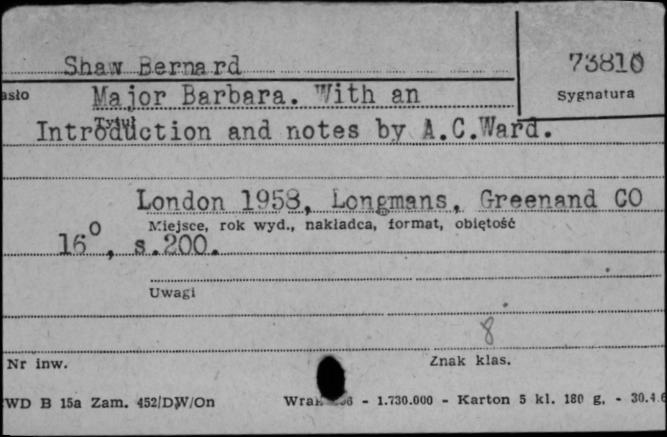 Shaw Bernard
73810
asło
Major Barbara. With an
Sygnatura
Tytuł
Introduction and notes by A.C.Ward.
London 1958, Longmans, Greenand CO
Miejsce, rok wyd., nakładca, format, objętość
16⁰, s.200.
Uwagi
8
Nr inw.
Znak klas.
WD B 15a Zam. 452/DW/On
- 1.730.000 - Karton 5 kl. 180 g. - 30.4.6